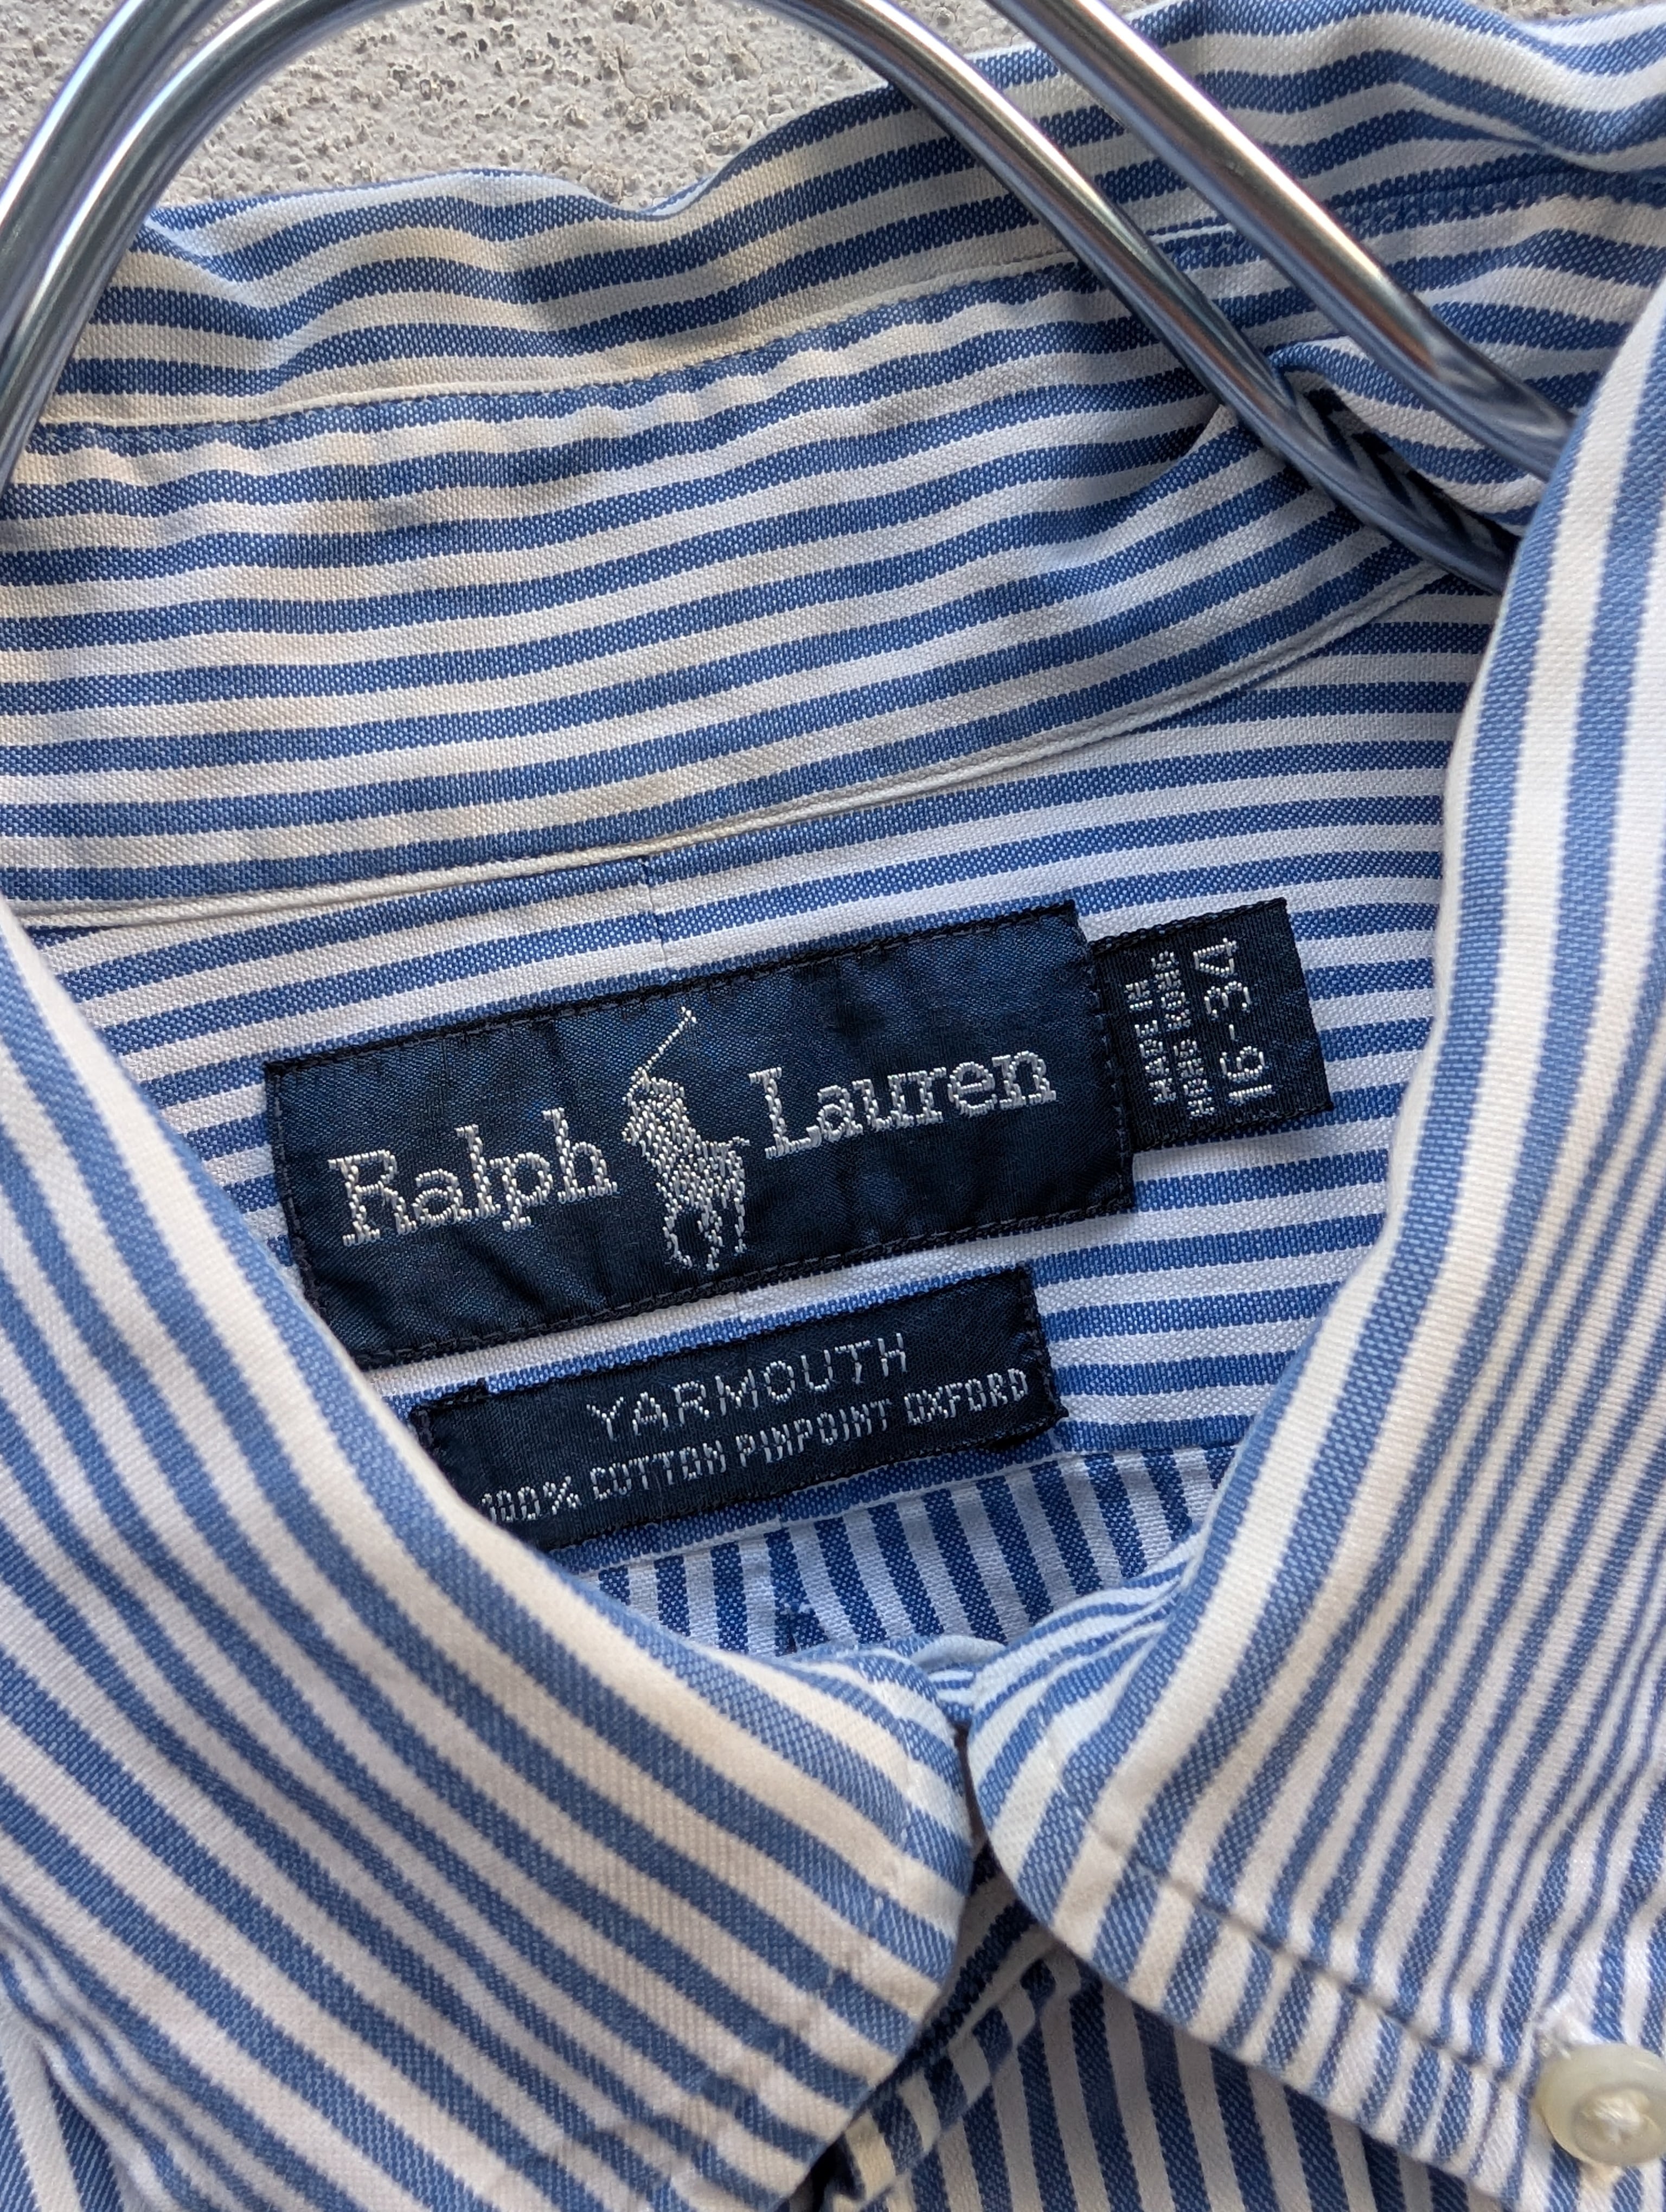 Ralph Lauren
MADE IN
HONG KONG
16-34
YARMOUTH
100% COTTON PINPOINT OXFORD